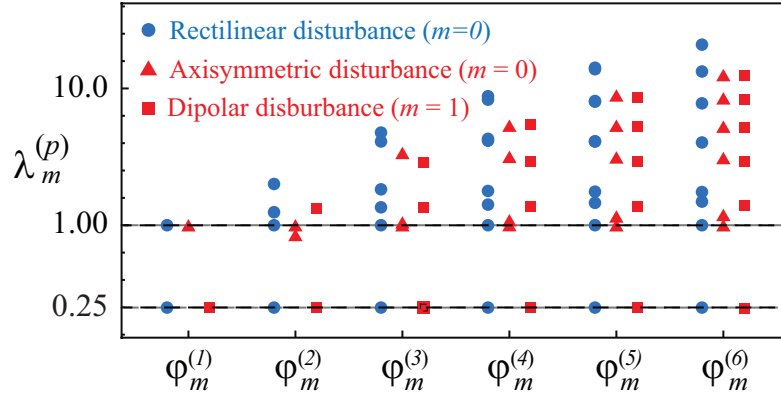 Rectilinear disturbance (m=0)
Axisymmetric disturbance (m = 0)
Dipolar disburbance (m = 1)
10.0
λ_m^(p)
1.00
0.25
φ_m^(1) φ_m^(2) φ_m^(3) φ_m^(4) φ_m^(5) φ_m^(6)